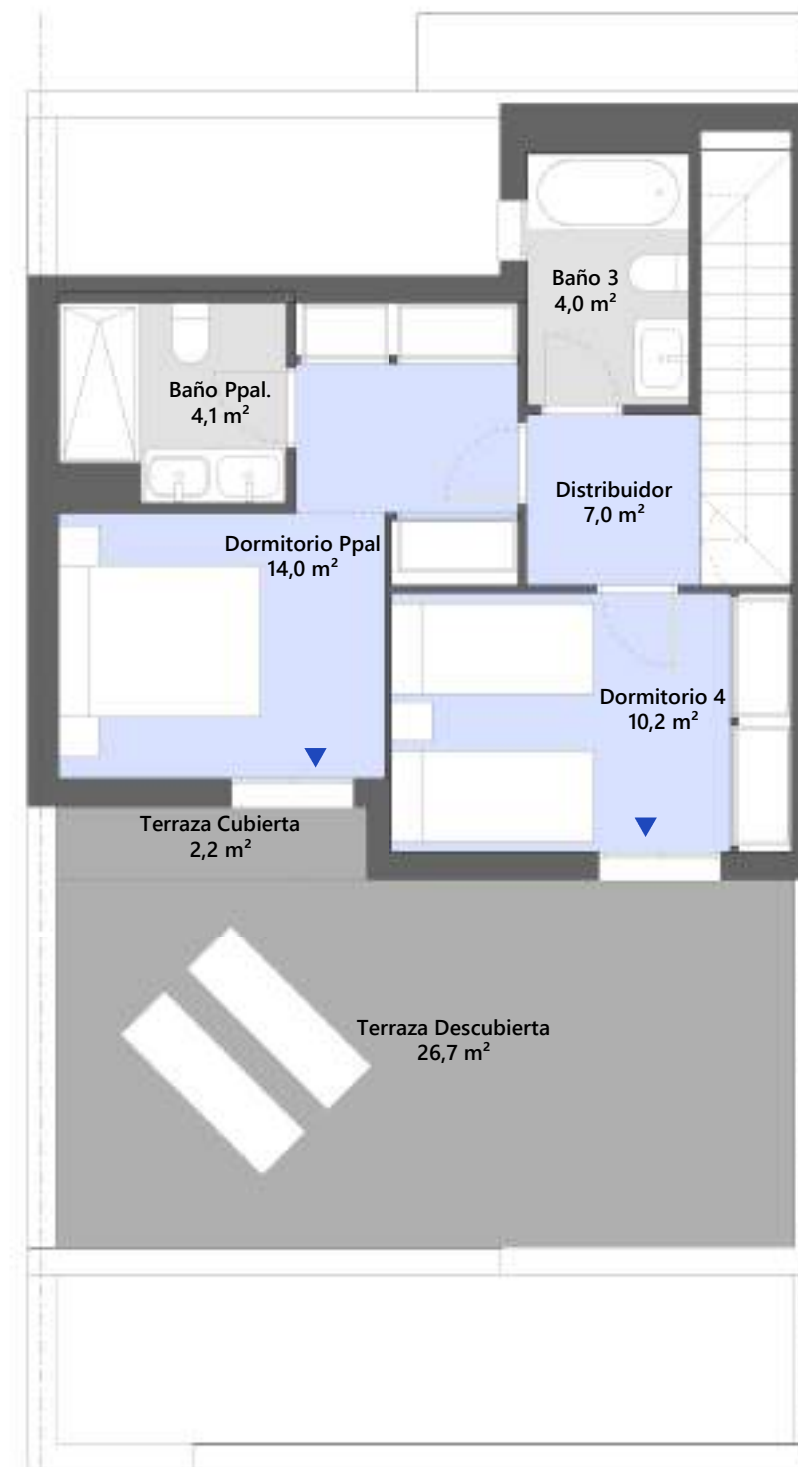 Baño 3
4,0 m²
Baño Ppal.
4,1 m²
Distribuidor
7,0 m²
Dormitorio Ppal
14,0 m²
Dormitorio 4
10,2 m²
Terraza Cubierta
2,2 m²
Terraza Descubierta
26,7 m²